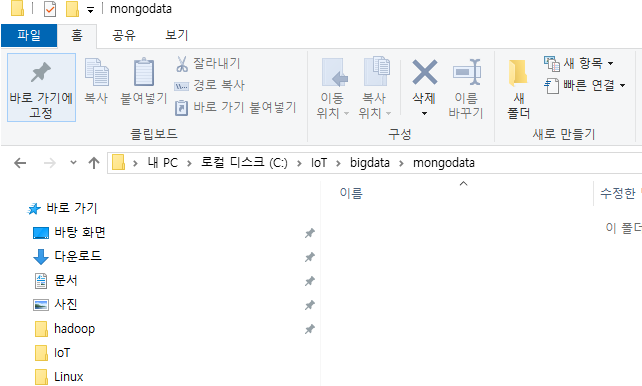 mongodata
파일 홈 공유 보기
바로 가기에 고정
복사
붙여넣기
잘라내기
경로 복사
바로 가기 붙여넣기
이동 위치
복사 위치
삭제
이름 바꾸기
새 폴더
새 항목
빠른 연결
클립보드 구성 새로 만들기
내 PC > 로컬 디스크 (C:) > IoT > bigdata > mongodata
이름 수정한
이 폴더
바로 가기
바탕 화면
다운로드
문서
사진
hadoop
IoT
Linux